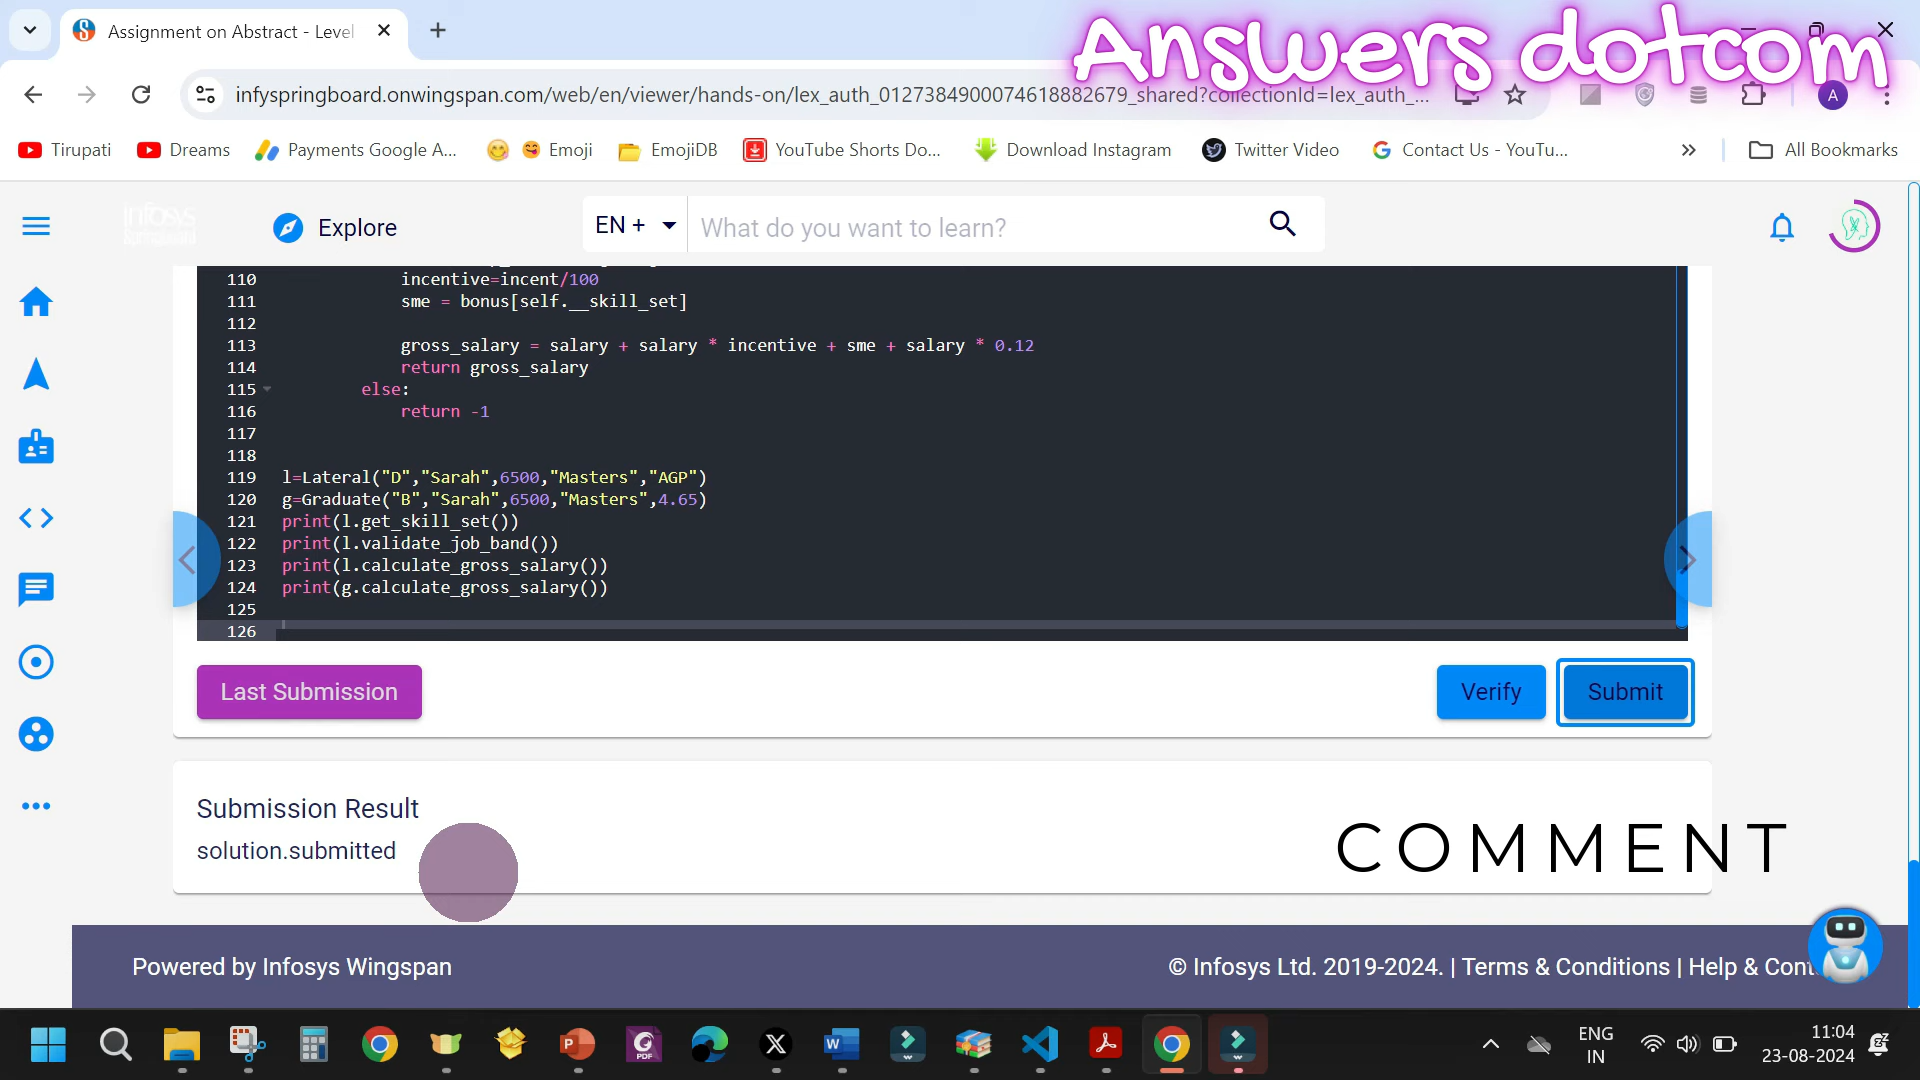 Assignment on Abstract - Level
Answers dotcom
infyspringboard.onwingspan.com/web/en/viewer/hands-on/lex_auth_0127384900074618882679_shared?collectionId=lex_auth_...
A
Tirupati
Dreams
Payments Google A...
Emoji
EmojiDB
YouTube Shorts Do...
Download Instagram
Twitter Video
Contact Us - YouTu...
All Bookmarks
Explore
EN +
What do you want to learn?
110 incentive=incent/100
111 sme = bonus[self.__skill_set]
112
113 gross_salary = salary + salary * incentive + sme + salary * 0.12
114 return gross_salary
115 else:
116 return -1
117
118
119 l=Lateral("D","Sarah",6500,"Masters","AGP")
120 g=Graduate("B","Sarah",6500,"Masters",4.65)
121 print(l.get_skill_set())
122 print(l.validate_job_band())
123 print(l.calculate_gross_salary())
124 print(g.calculate_gross_salary())
125
126
Last Submission
Verify
Submit
Submission Result
solution.submitted
COMMENT
Powered by Infosys Wingspan
© Infosys Ltd. 2019-2024. | Terms & Conditions | Help & Cont
ENG
IN
11:04
23-08-2024